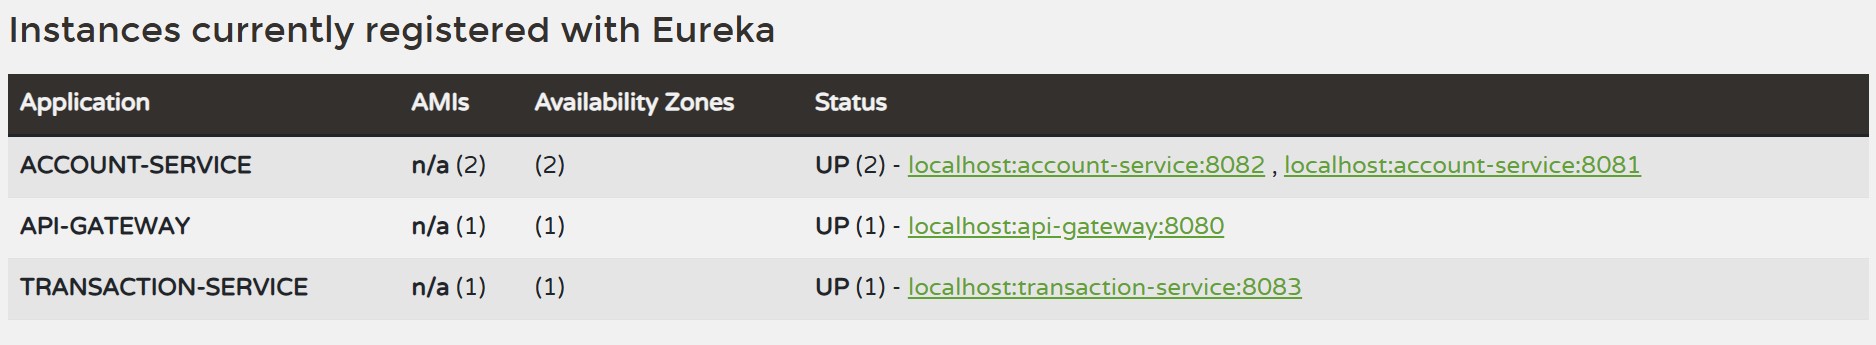 Instances currently registered with Eureka
Application AMIs Availability Zones Status
ACCOUNT-SERVICE n/a (2) (2) UP (2) - localhost:account-service:8082 , localhost:account-service:8081
API-GATEWAY n/a (1) (1) UP (1) - localhost:api-gateway:8080
TRANSACTION-SERVICE n/a (1) (1) UP (1) - localhost:transaction-service:8083